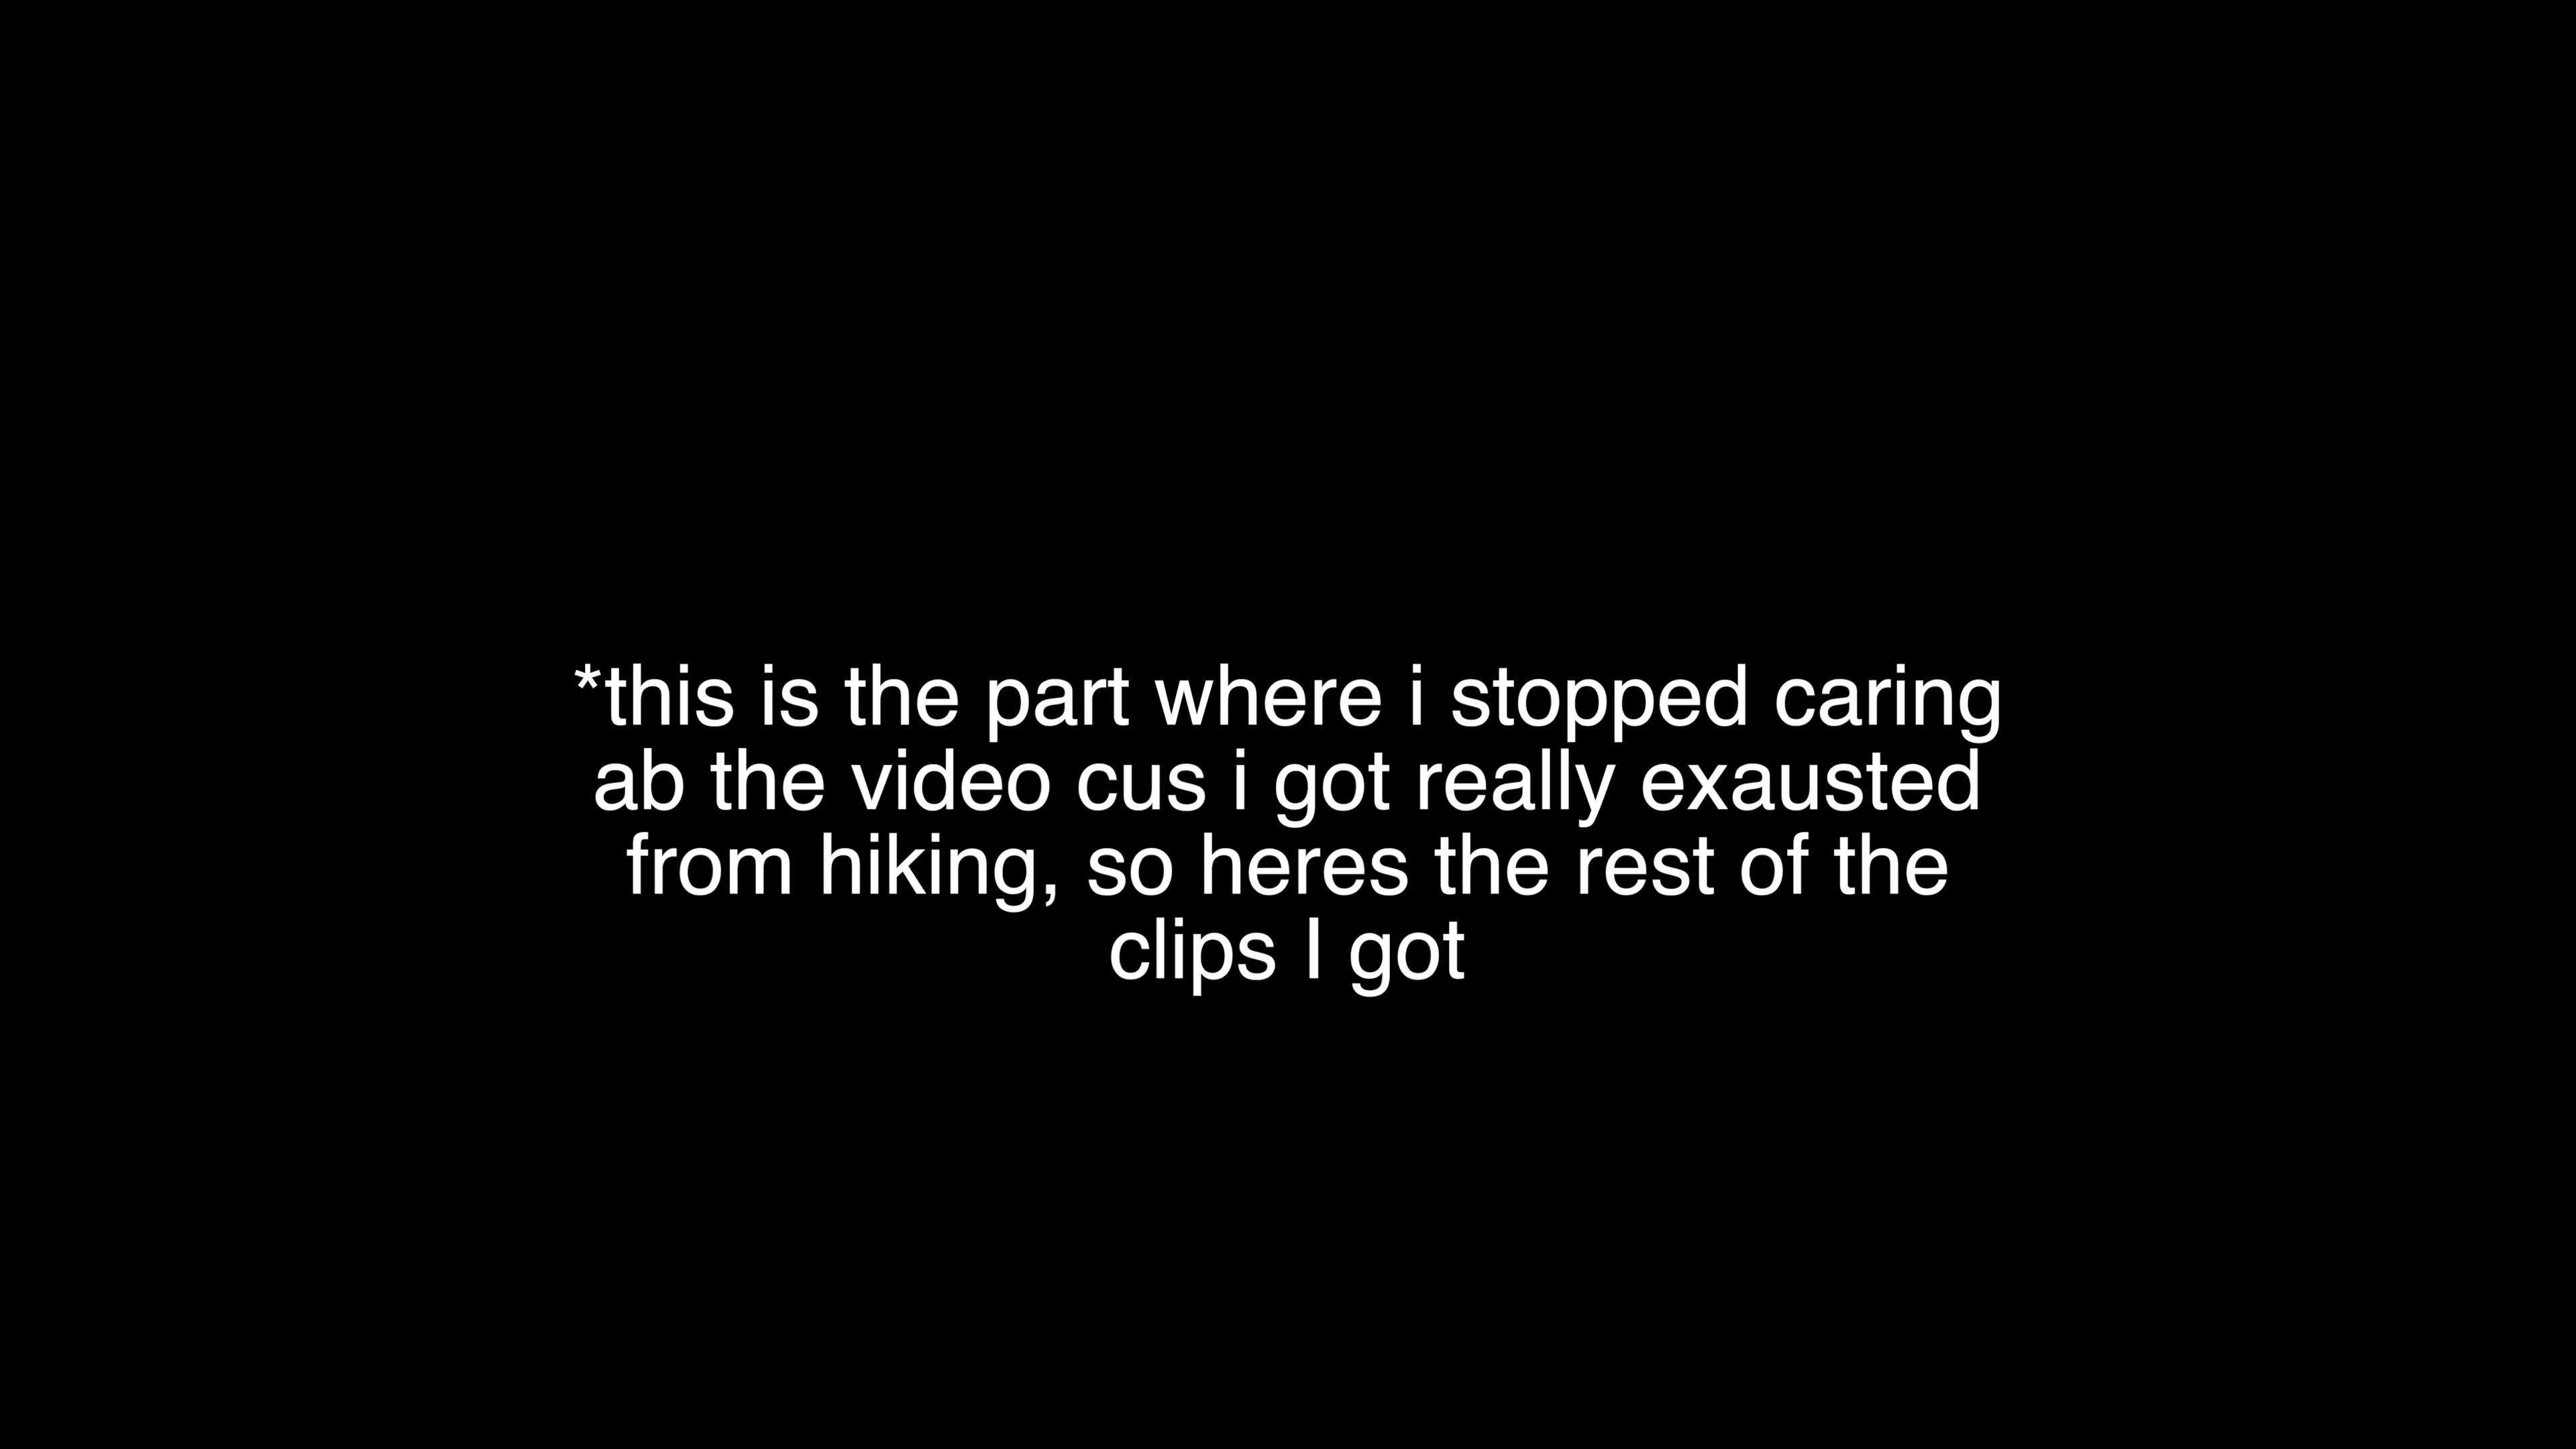 *this is the part where i stopped caring
ab the video cus i got really exausted
from hiking, so heres the rest of the
clips I got